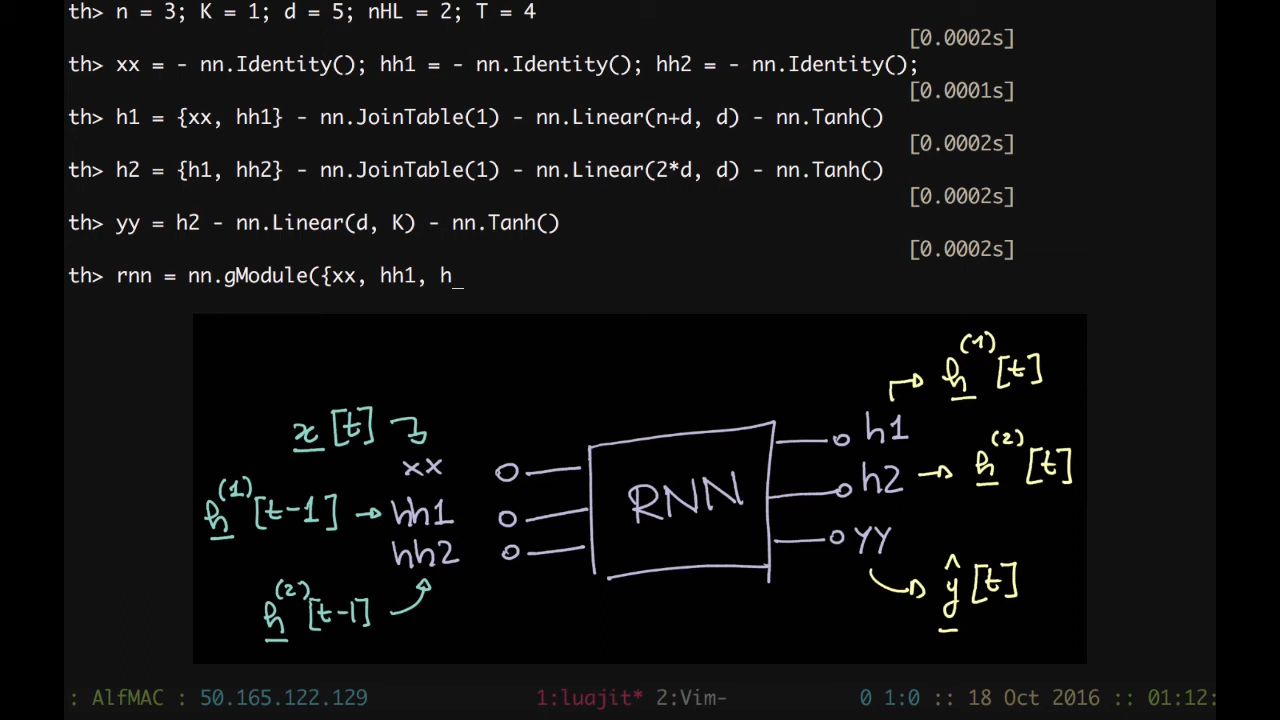 th> n = 3; K = 1; d = 5; nHL = 2; T = 4
[0.0002s]
th> xx = - nn.Identity(); hh1 = - nn.Identity(); hh2 = - nn.Identity();
[0.0001s]
th> h1 = {xx, hh1} - nn.JoinTable(1) - nn.Linear(n+d, d) - nn.Tanh()
[0.0002s]
th> h2 = {h1, hh2} - nn.JoinTable(1) - nn.Linear(2*d, d) - nn.Tanh()
[0.0002s]
th> yy = h2 - nn.Linear(d, K) - nn.Tanh()
[0.0002s]
th> rnn = nn.gModule({xx, hh1, h_
h(1)[t]
x[t]
h1
xx
h2
h(2)[t]
h(1)[t-1]
hh1
RNN
hh2
yy
h(2)[t-1]
ŷ[t]
: AlfMAC : 50.165.122.129 1:luajit* 2:Vim- 0 1:0 :: 18 Oct 2016 :: 01:12: